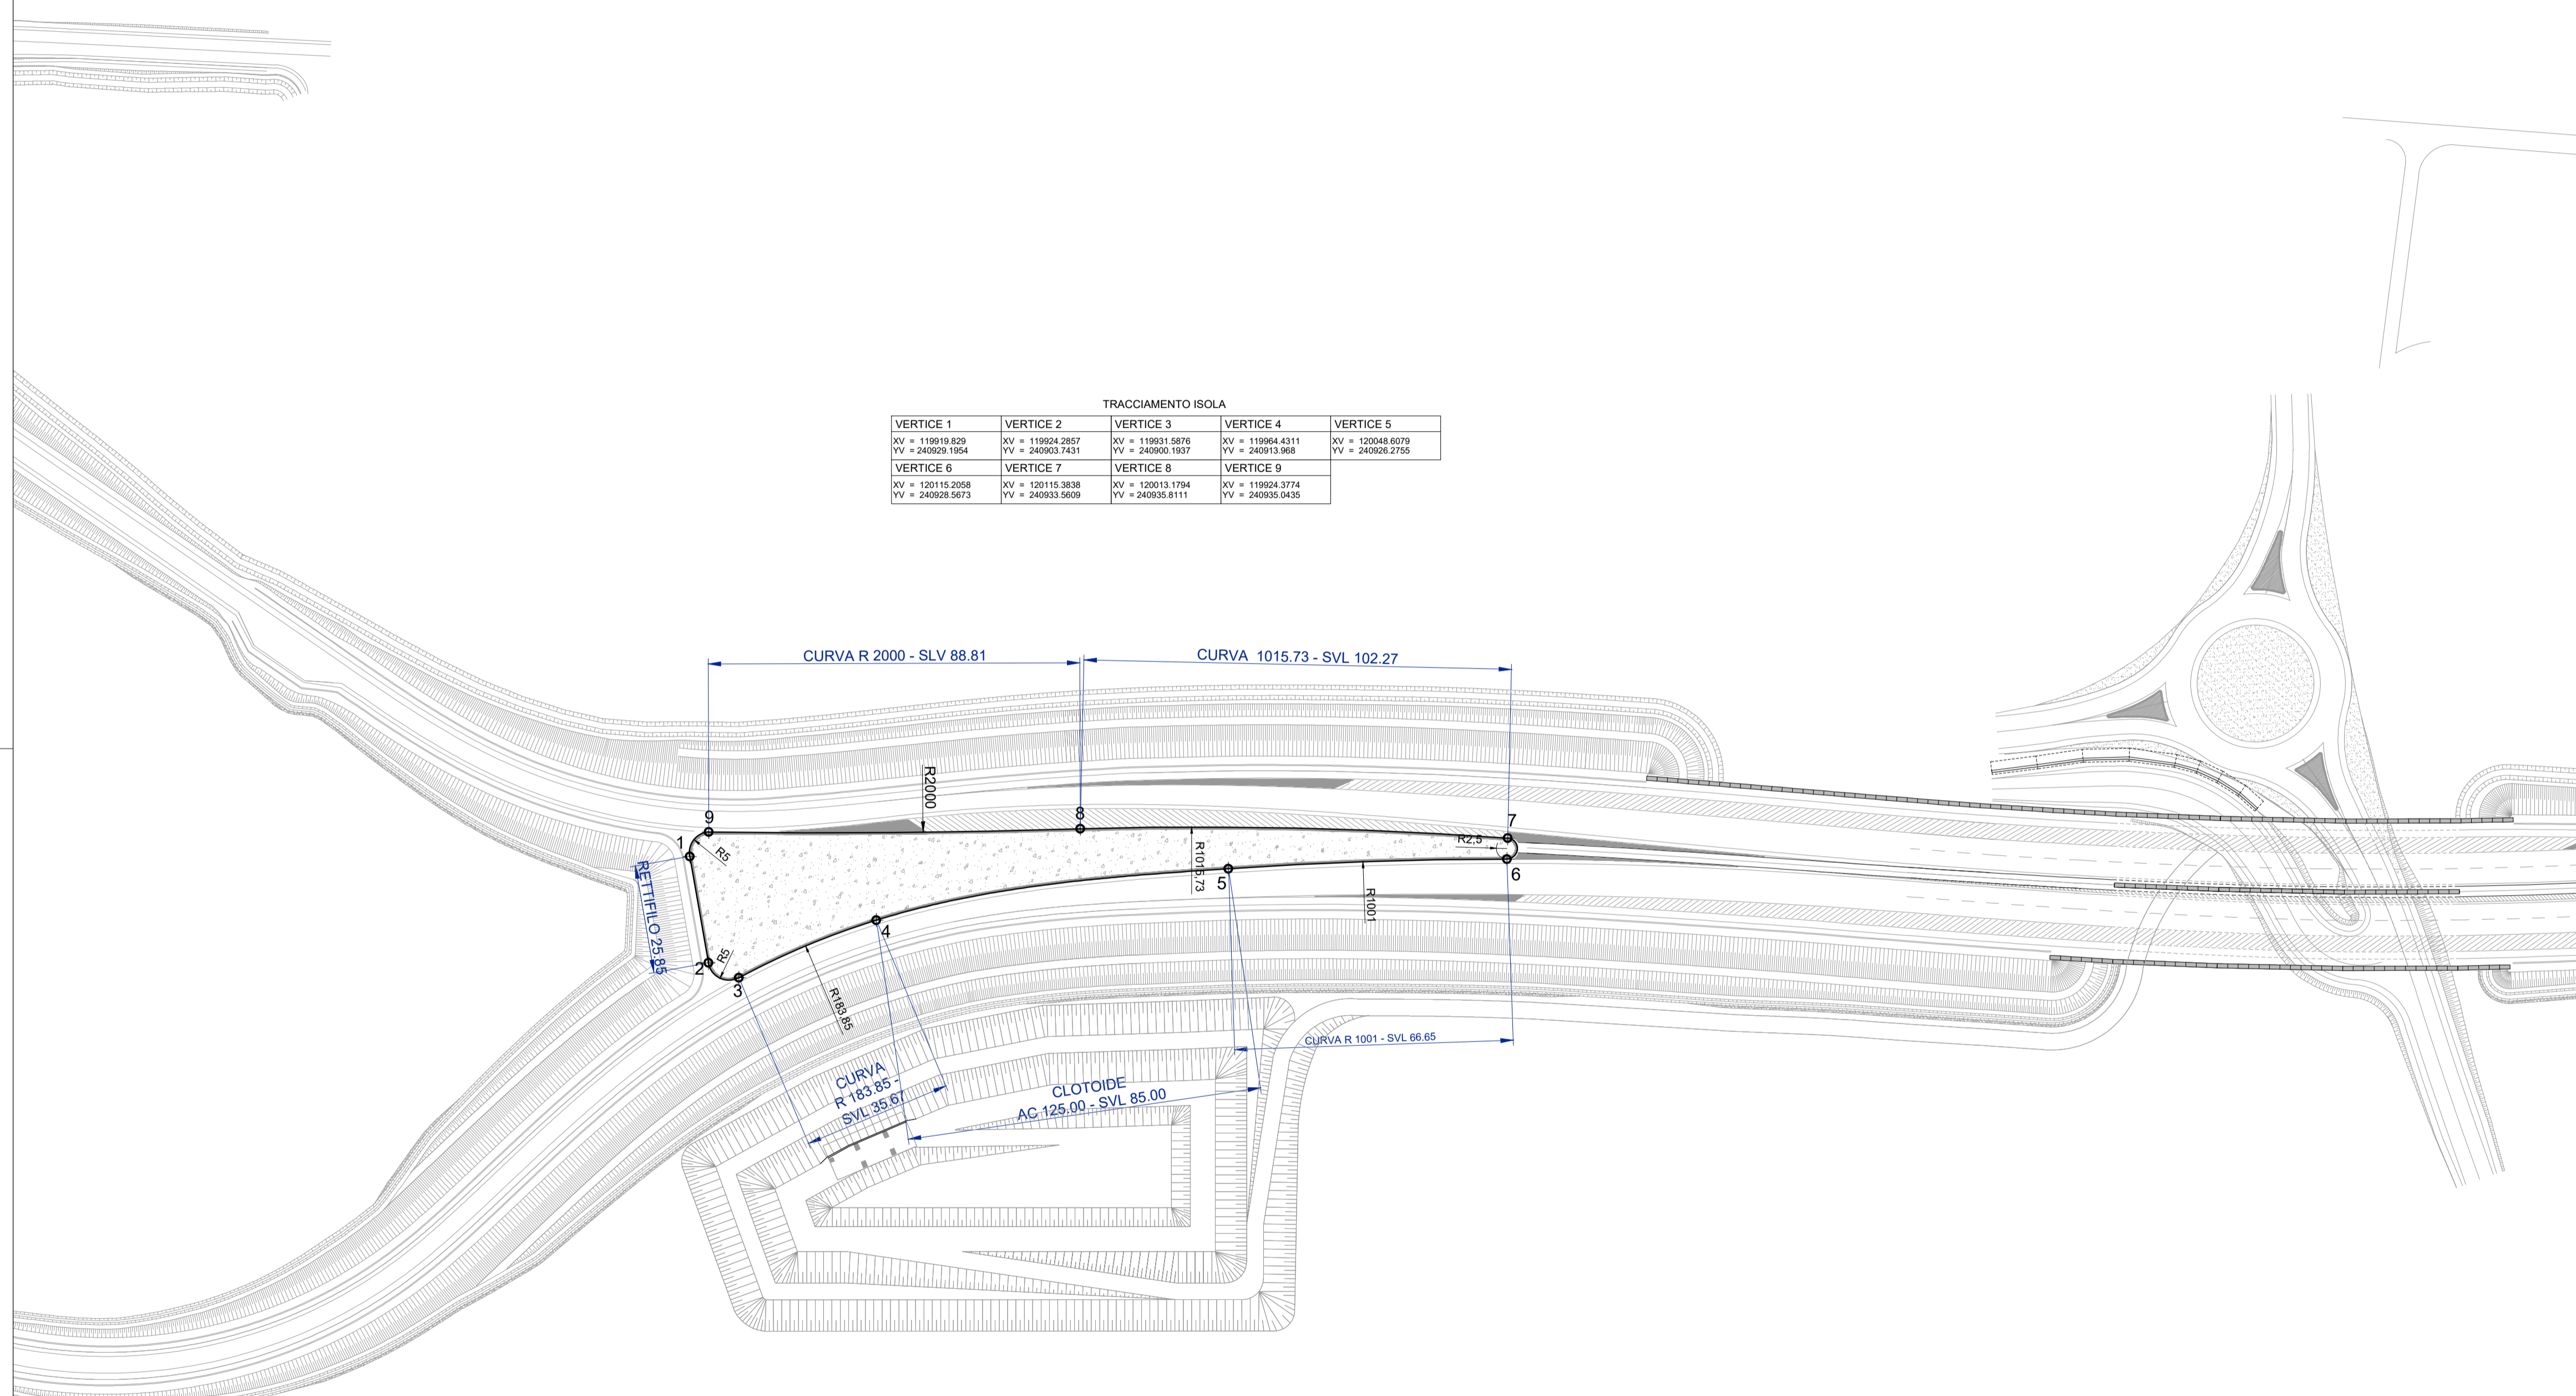 TRACCIAMENTO ISOLA
VERTICE 1 VERTICE 2 VERTICE 3 VERTICE 4 VERTICE 5
XV = 119919.829 XV = 119924.2857 XV = 119931.5876 XV = 119964.4311 XV = 120048.6079
YV = 240929.1954 YV = 240903.7431 YV = 240900.1937 YV = 240913.968 YV = 240926.2755
VERTICE 6 VERTICE 7 VERTICE 8 VERTICE 9
XV = 120115.2058 XV = 120115.3838 XV = 120013.1794 XV = 119924.3774
YV = 240928.5673 YV = 240933.5609 YV = 240935.8111 YV = 240935.0435
CURVA R 2000 - SLV 88.81
CURVA 1015.73 - SVL 102.27
R2000
9
8
7
1
R5
R2,5
R1015,73
6
5
R1001
RETTIFILO 25.85
4
2
R5
3
R183,85
CURVA R 1001 - SVL 66.65
CURVA
R 183.85 -
SVL 35.67
CLOTOIDE
AC 125.00 - SVL 85.00